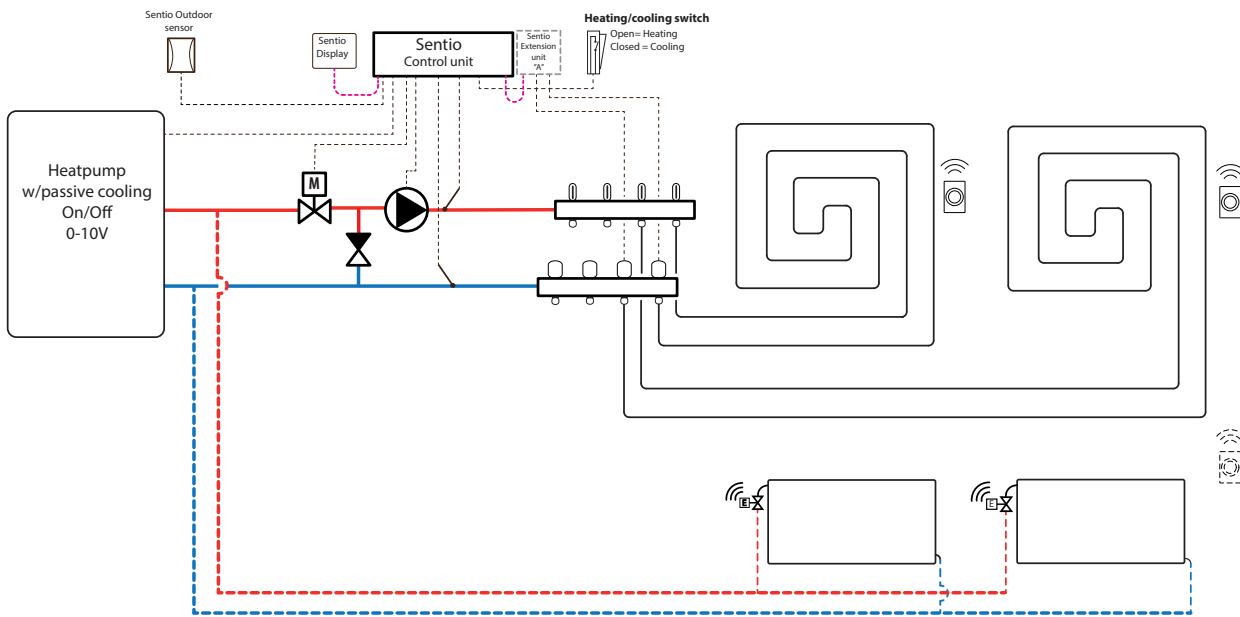 Sentio Outdoor
sensor
Sentio
Display
Sentio
Control unit
Sentio
Extension
unit
"A"
Heating/cooling switch
Open= Heating
Closed = Cooling
Heatpump
w/passive cooling
On/Off
0-10V
M
E
E